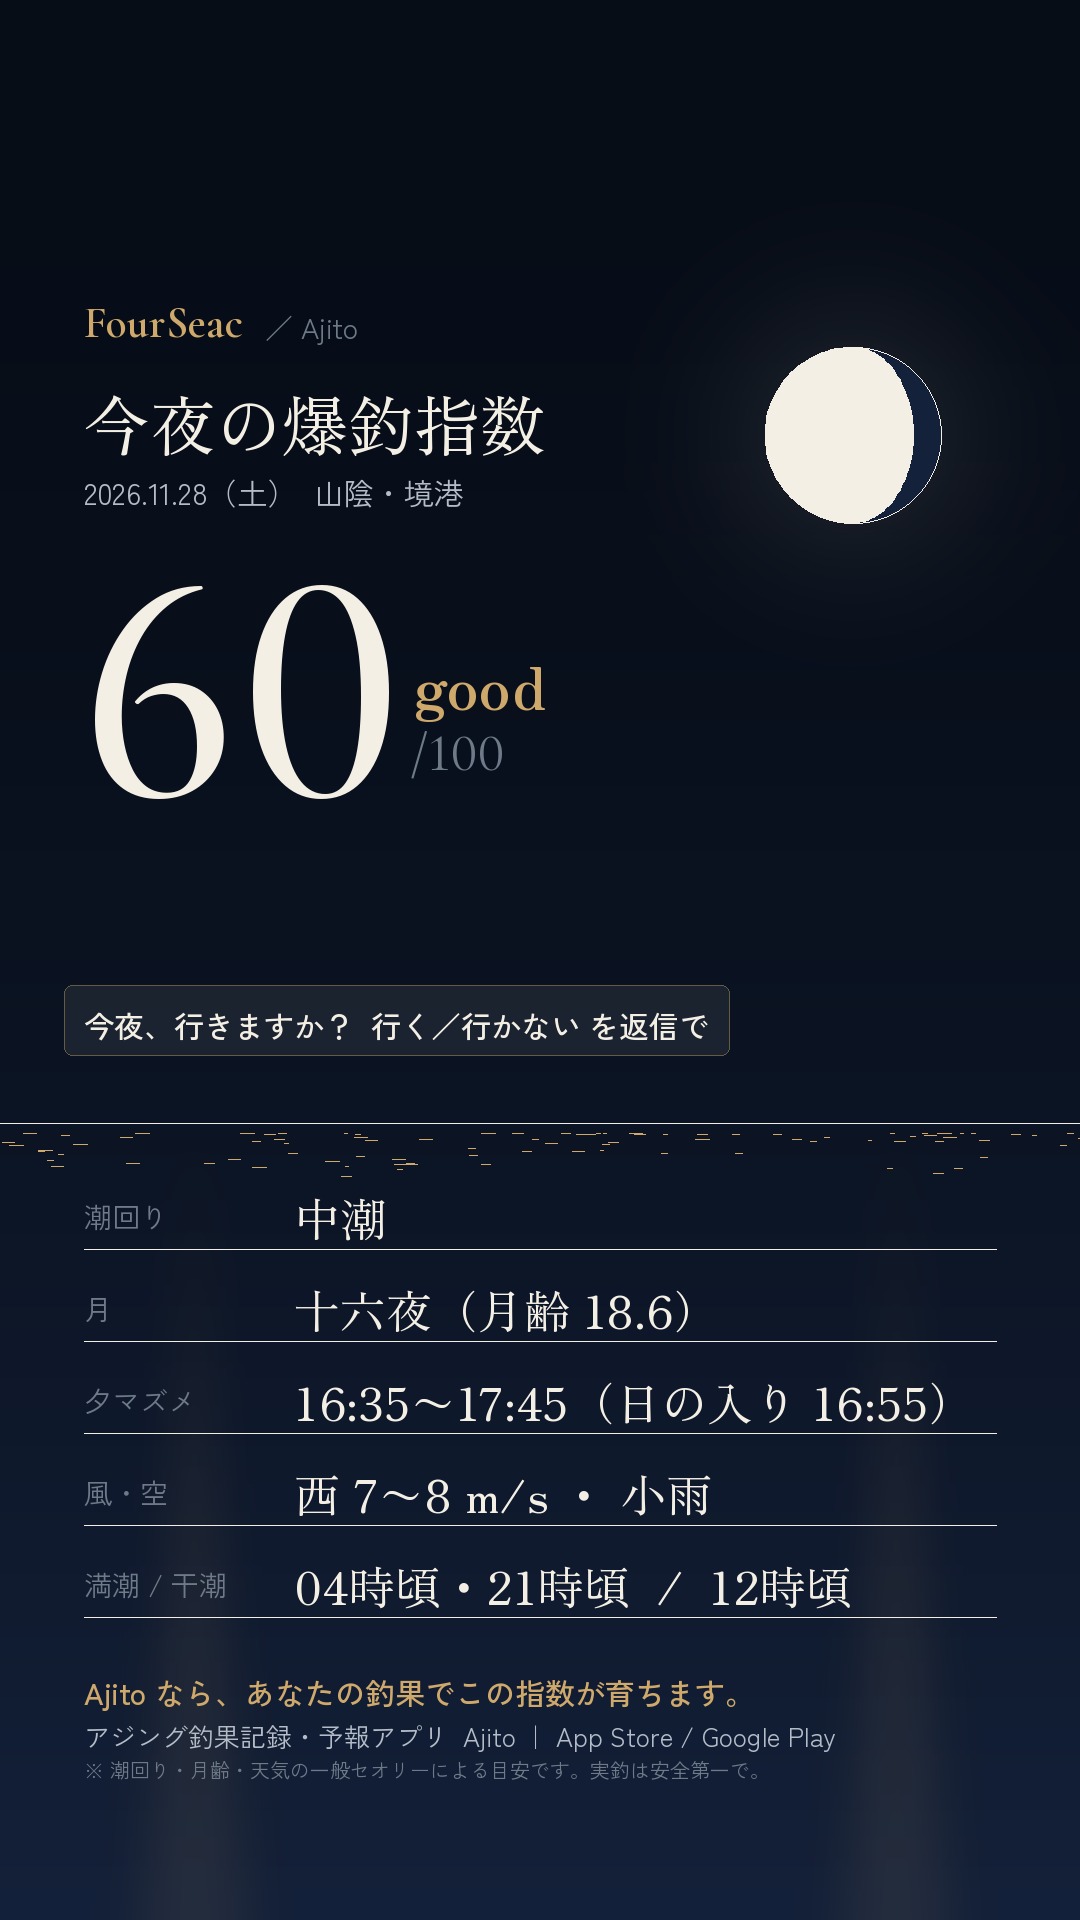 FourSeac ／ Ajito
今夜の爆釣指数
2026.11.28（土） 山陰・境港
60 good
/100
今夜、行きますか？ 行く／行かない を返信で
潮回り 中潮
月 十六夜（月齢 18.6）
夕マズメ 16:35〜17:45（日の入り 16:55）
風・空 西 7〜8 m/s ・ 小雨
満潮 / 干潮 04時頃・21時頃 / 12時頃
Ajito なら、あなたの釣果でこの指数が育ちます。
アジング釣果記録・予報アプリ Ajito｜App Store / Google Play
※ 潮回り・月齢・天気の一般セオリーによる目安です。実釣は安全第一で。